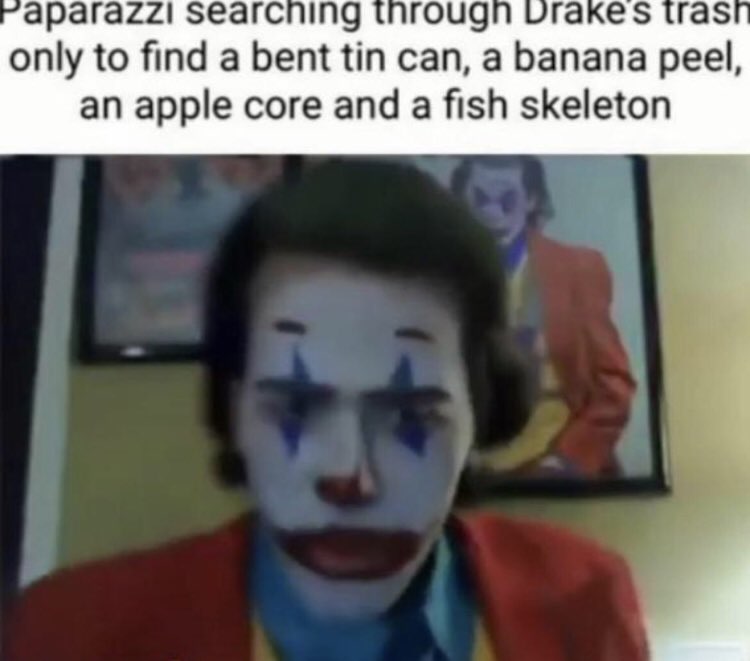 Paparazzi searching through Drake's trash
only to find a bent tin can, a banana peel,
an apple core and a fish skeleton